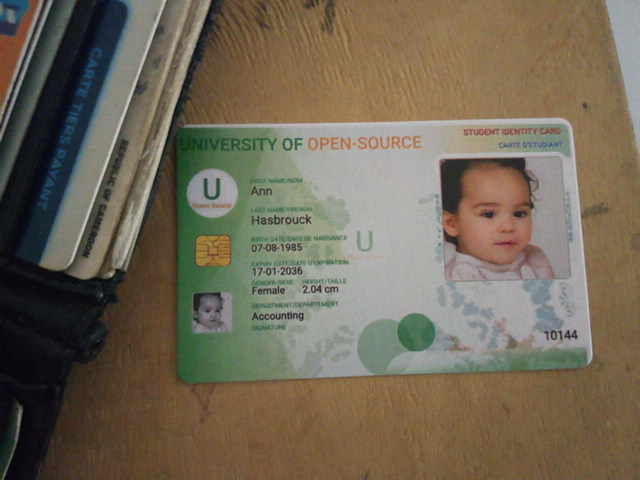 CARTE TIERS PAYANT
REPUBLIC OF CAMEROON
UNIVERSITY OF OPEN-SOURCE
STUDENT IDENTITY CARD
CARTE D'ETUDIANT
U
Open-Source
FIRST NAME/NOM
Ann
LAST NAME/PRENOM
Hasbrouck
BIRTH DATE/DATE DE NAISSANCE
07-08-1985
U
EXPIRY DATE/DATE D'EXPIRATION
17-01-2036
GENDER/SEXE HEIGHT/TAILLE
Female 2.04 cm
DEPARTMENT/DEPARTEMENT
Accounting
SIGNATURE
10144